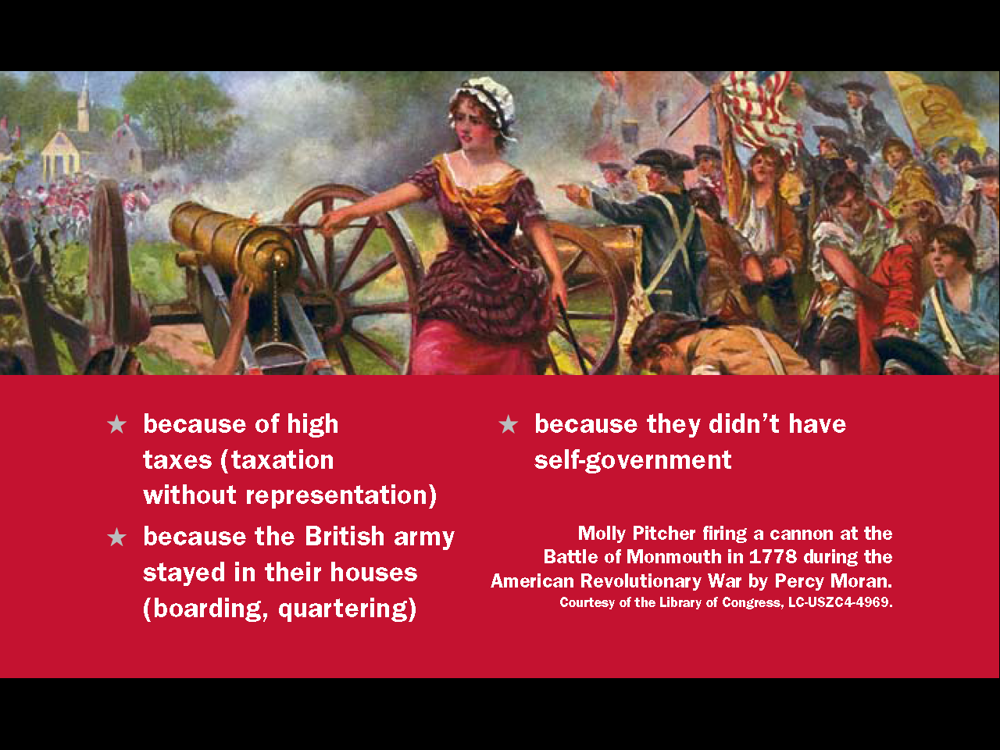 because of high
taxes (taxation
without representation)
because the British army
stayed in their houses
(boarding, quartering)
because they didn’t have
self-government
Molly Pitcher firing a cannon at the
Battle of Monmouth in 1778 during the
American Revolutionary War by Percy Moran.
Courtesy of the Library of Congress, LC-USZC4-4969.